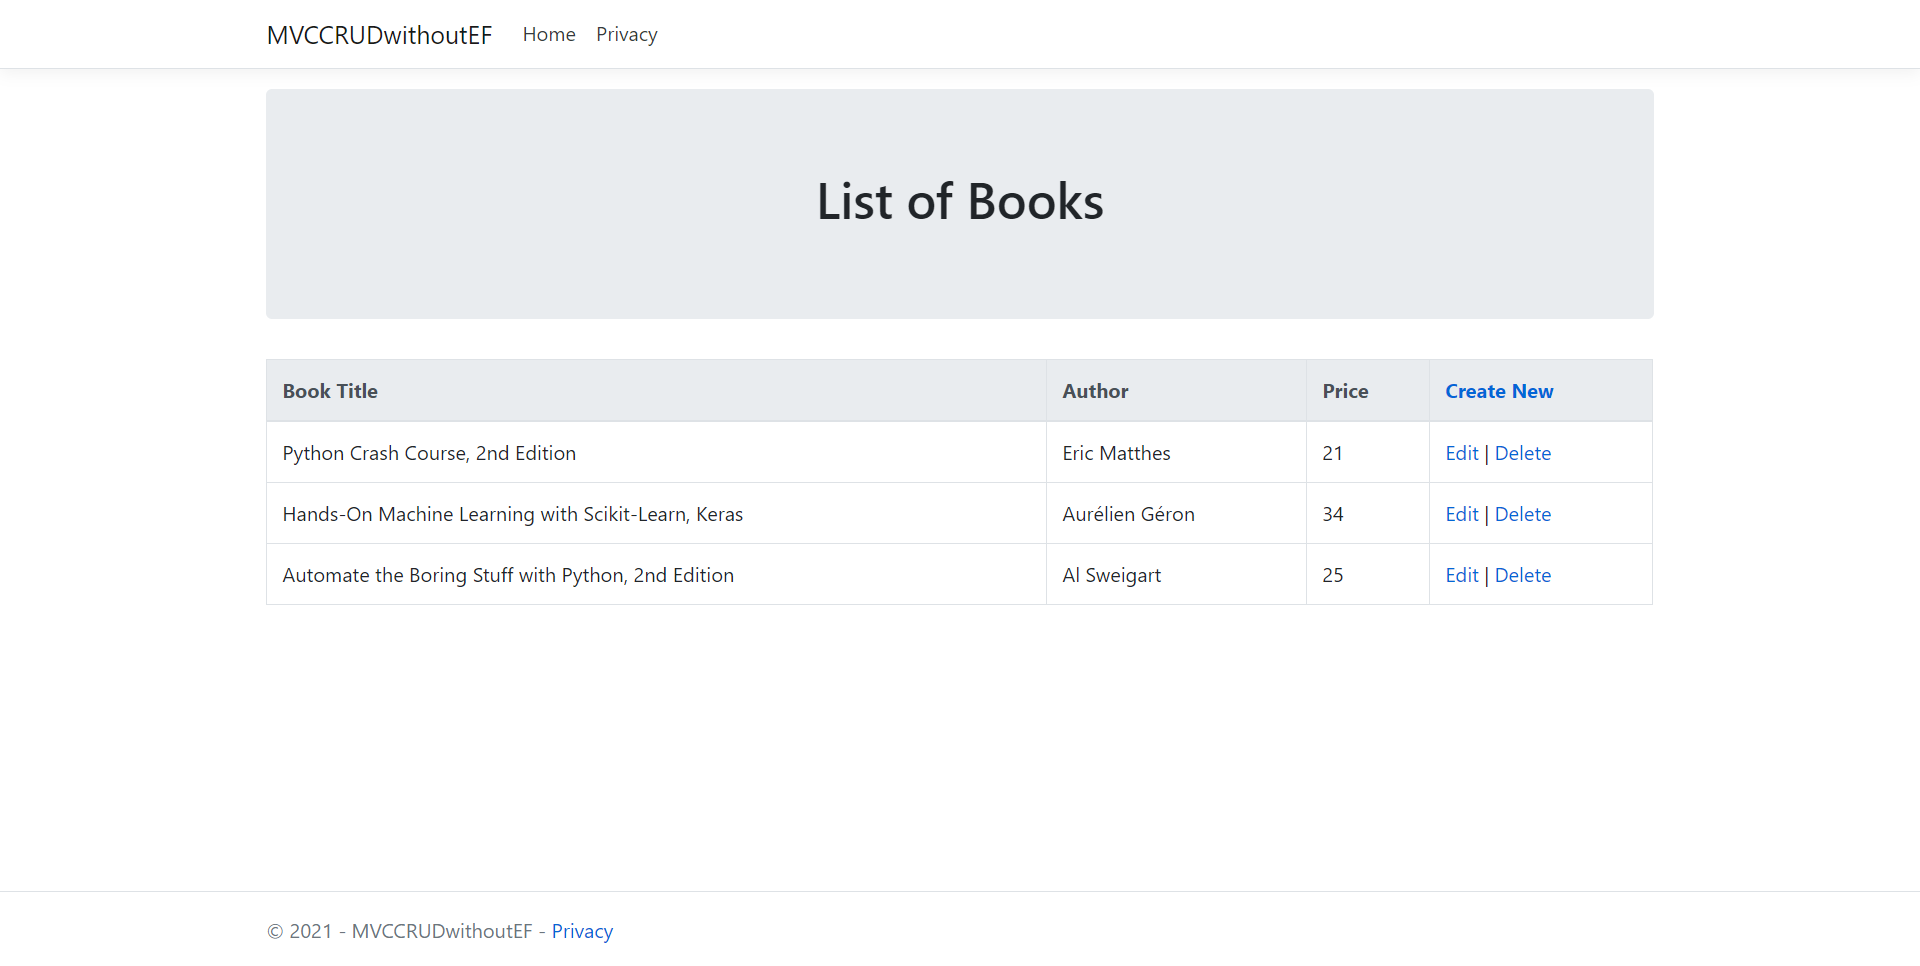 MVCCRUDwithoutEF Home Privacy
List of Books
Book Title Author Price Create New
Python Crash Course, 2nd Edition Eric Matthes 21 Edit | Delete
Hands-On Machine Learning with Scikit-Learn, Keras Aurélien Géron 34 Edit | Delete
Automate the Boring Stuff with Python, 2nd Edition Al Sweigart 25 Edit | Delete
© 2021 - MVCCRUDwithoutEF - Privacy